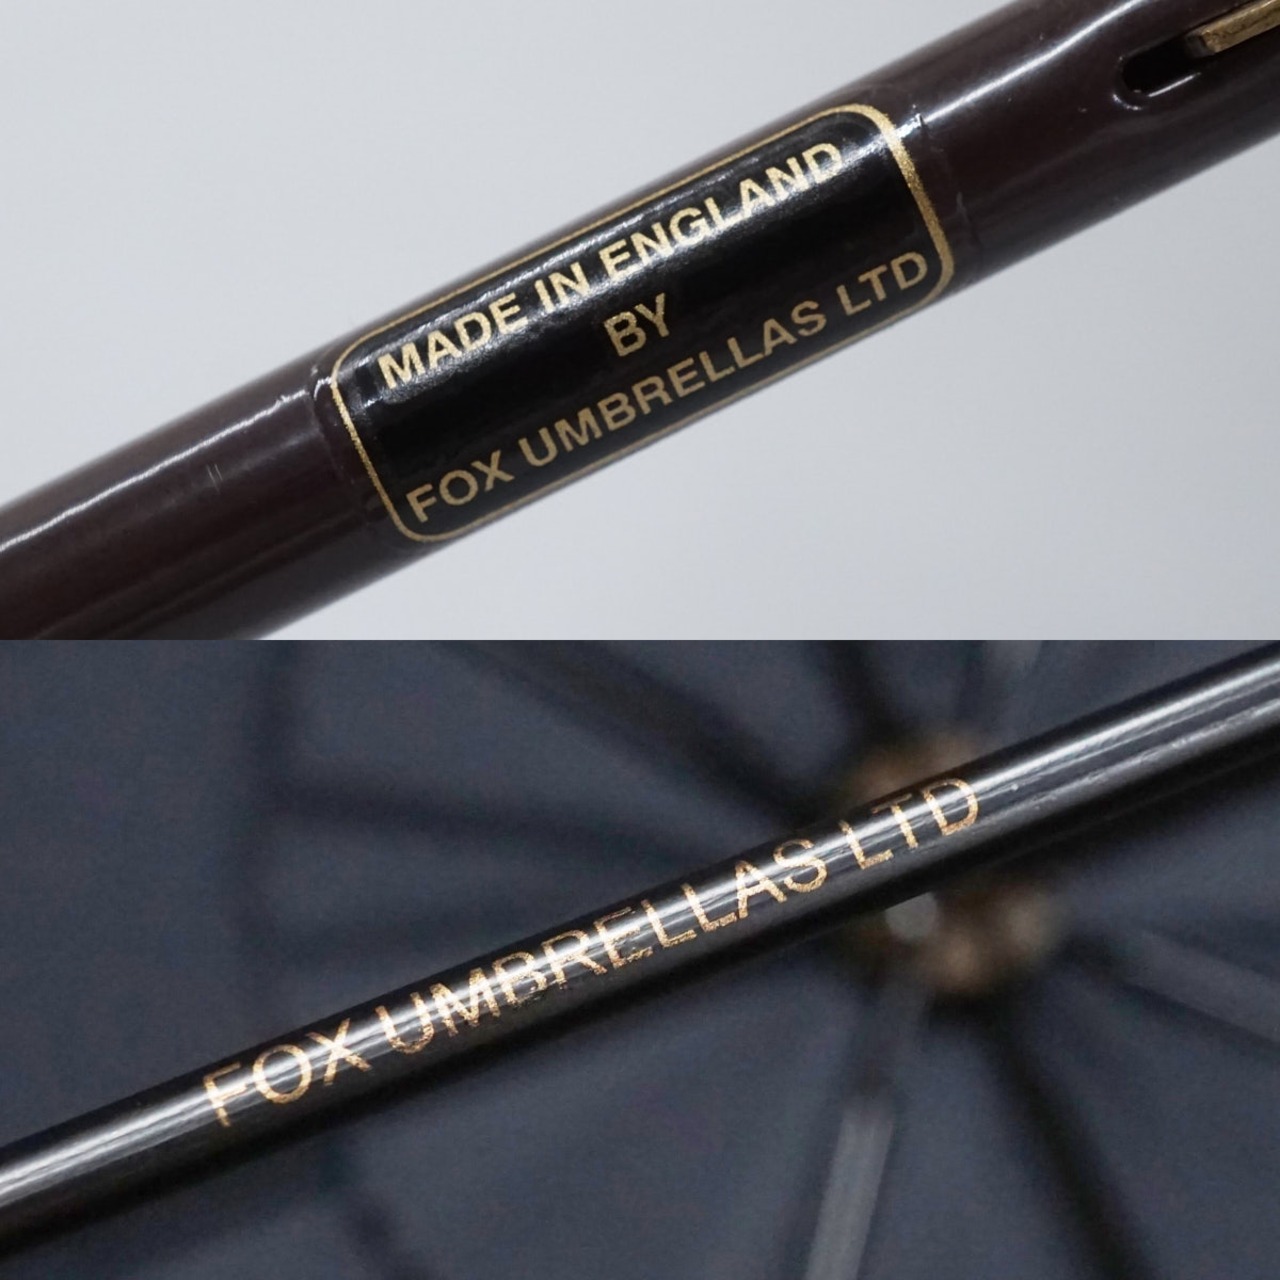 MADE IN ENGLAND
BY
FOX UMBRELLAS LTD
FOX UMBRELLAS LTD